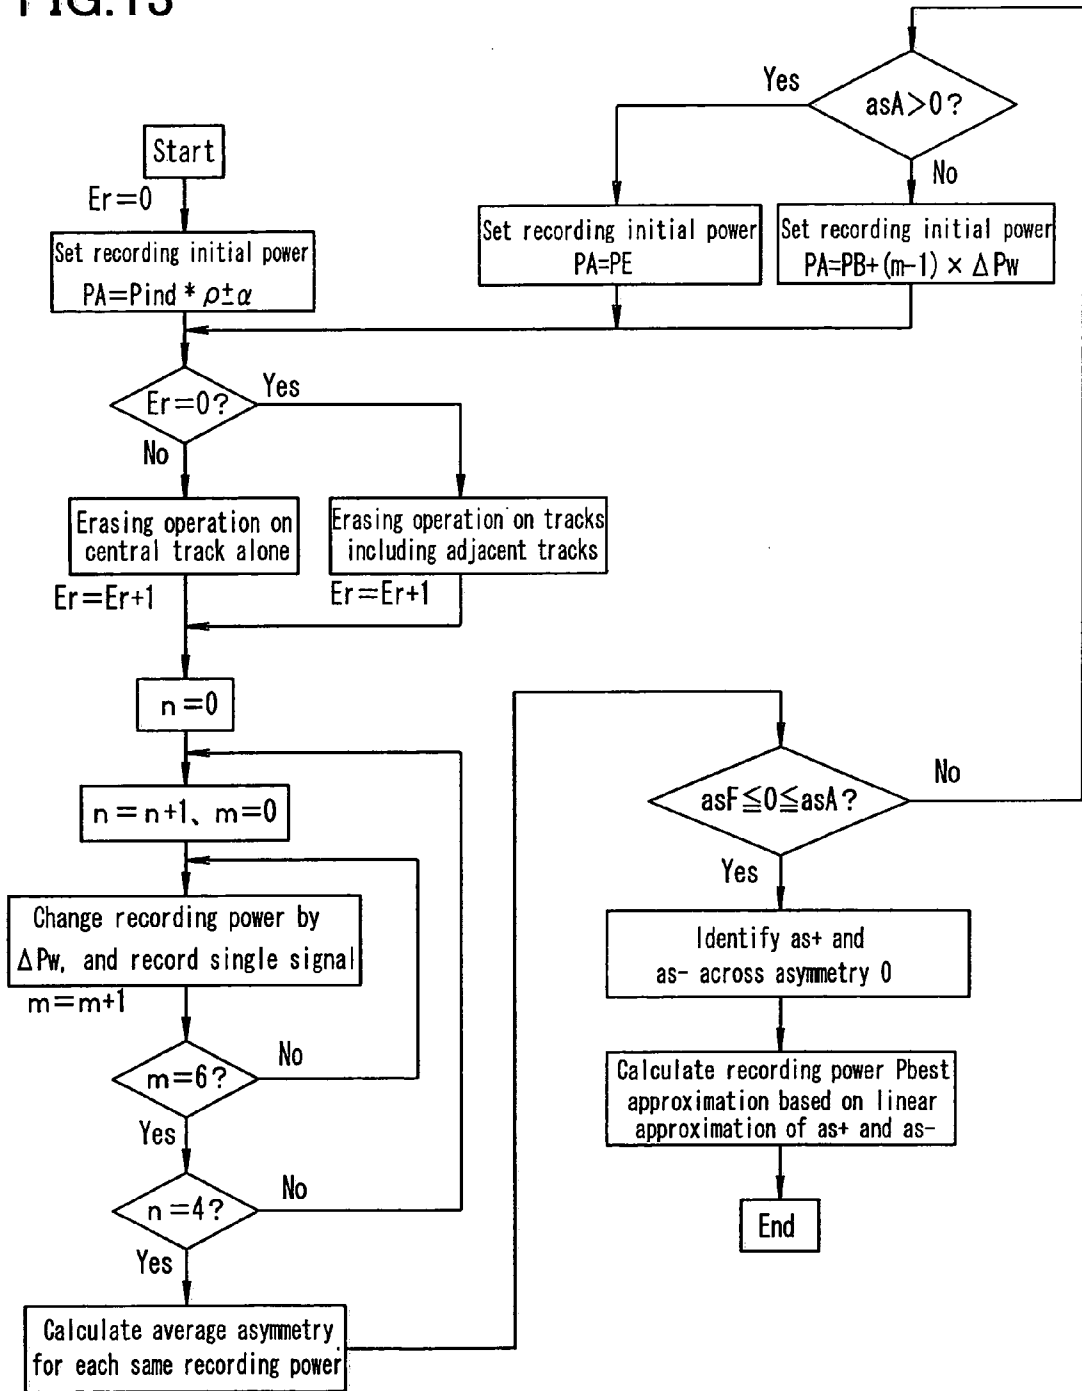 FIG.13
Start
Er=0
Set recording initial power
PA=Pind * ρ±α
Er=0?
Yes
No
Erasing operation on
central track alone
Er=Er+1
Erasing operation on tracks
including adjacent tracks
Er=Er+1
n=0
n=n+1、m=0
Change recording power by
ΔPw, and record single signal
m=m+1
m=6?
No
Yes
n=4?
No
Yes
Calculate average asymmetry
for each same recording power
asF≦0≦asA?
No
Yes
asA>0?
Yes
No
Set recording initial power
PA=PE
Set recording initial power
PA=PB+(m-1) × ΔPw
Identify as+ and
as- across asymmetry 0
Calculate recording power Pbest
approximation based on linear
approximation of as+ and as-
End